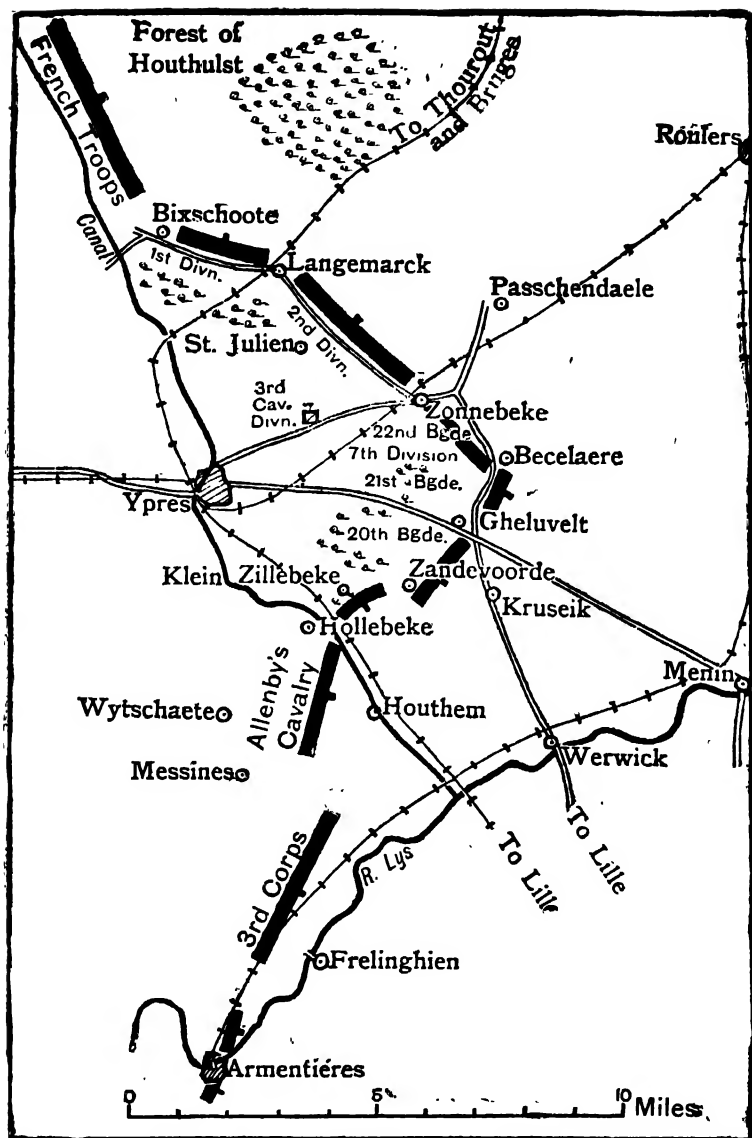 Forest of
Houthulst
French Troops
To Thourout
and Bruges
Roulers
Canal
Bixschoote
1st Divn.
Langemarck
2nd Divn.
Passchendaele
St. Julien
3rd
Cav.
Divn.
Zonnebeke
22nd Bgde
7th Division
21st Bgde.
Becelaere
Ypres
Gheluvelt
20th Bgde.
Klein Zillebeke
Zandevoorde
Kruseik
Hollebeke
Allenby's
Cavalry
Menin
Wytschaete
Houthem
Messines
Werwick
To Lille
To Lille
3rd Corps
R. Lys
Frelinghien
Armentiéres
0 5 10 Miles